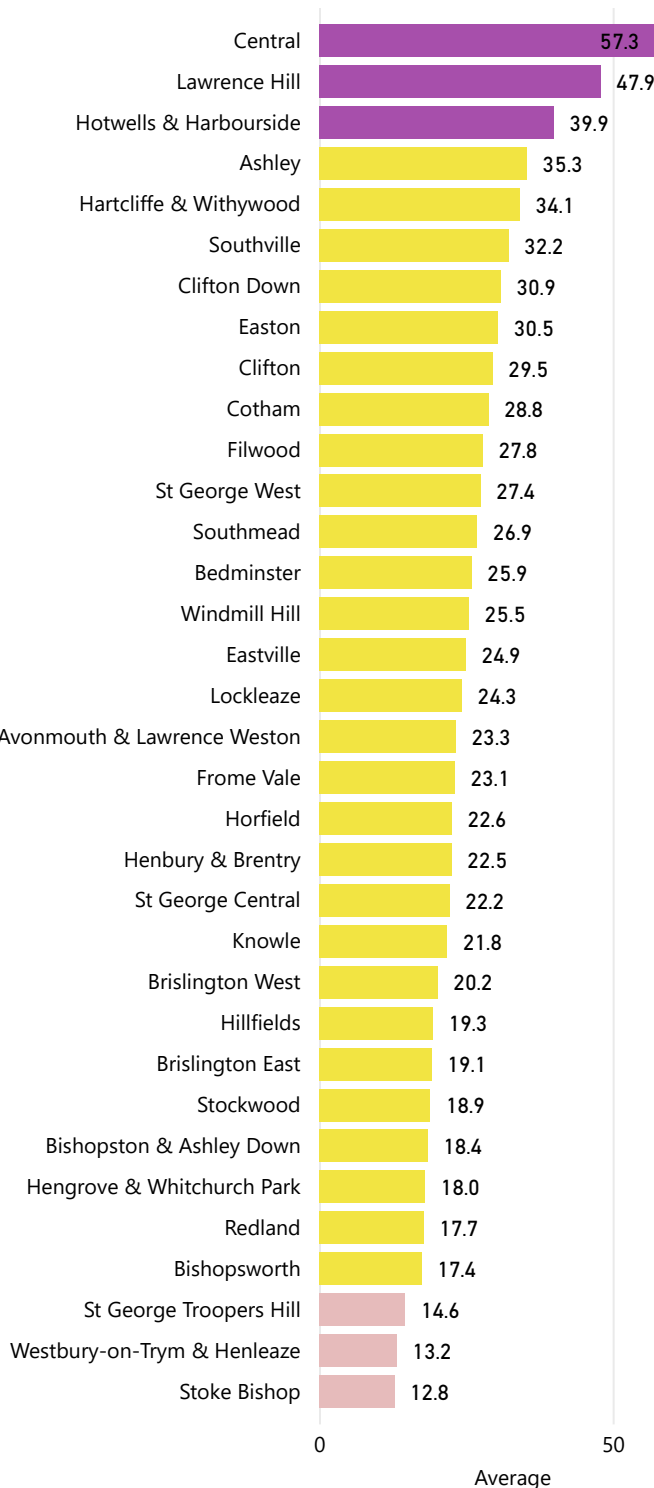 Central 57.3
Lawrence Hill 47.9
Hotwells & Harbourside 39.9
Ashley 35.3
Hartcliffe & Withywood 34.1
Southville 32.2
Clifton Down 30.9
Easton 30.5
Clifton 29.5
Cotham 28.8
Filwood 27.8
St George West 27.4
Southmead 26.9
Bedminster 25.9
Windmill Hill 25.5
Eastville 24.9
Lockleaze 24.3
Avonmouth & Lawrence Weston 23.3
Frome Vale 23.1
Horfield 22.6
Henbury & Brentry 22.5
St George Central 22.2
Knowle 21.8
Brislington West 20.2
Hillfields 19.3
Brislington East 19.1
Stockwood 18.9
Bishopston & Ashley Down 18.4
Hengrove & Whitchurch Park 18.0
Redland 17.7
Bishopsworth 17.4
St George Troopers Hill 14.6
Westbury-on-Trym & Henleaze 13.2
Stoke Bishop 12.8
0 50
Average